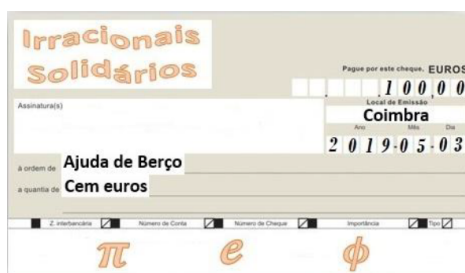 Irracionais
Solidários
Pague por este cheque, EUROS
100,00
Assinatura(s)
Local de Emissão
Coimbra
Ano Mês Dia
2019-05-03
à ordem de Ajuda de Berço
a quantia de Cem euros
Z. interbancária Número de Conta Número de Cheque Importância Tipo
π e ϕ